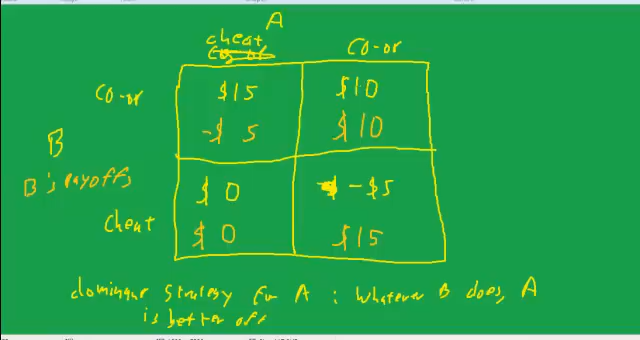 A
cheat
Co-or
Co-or
$15
$10
-$ 5
$10
B
B's payoffs
$ 0
-$5
Cheat
$ 0
$15
dominant strategy for A : Whatever B does, A
is better off